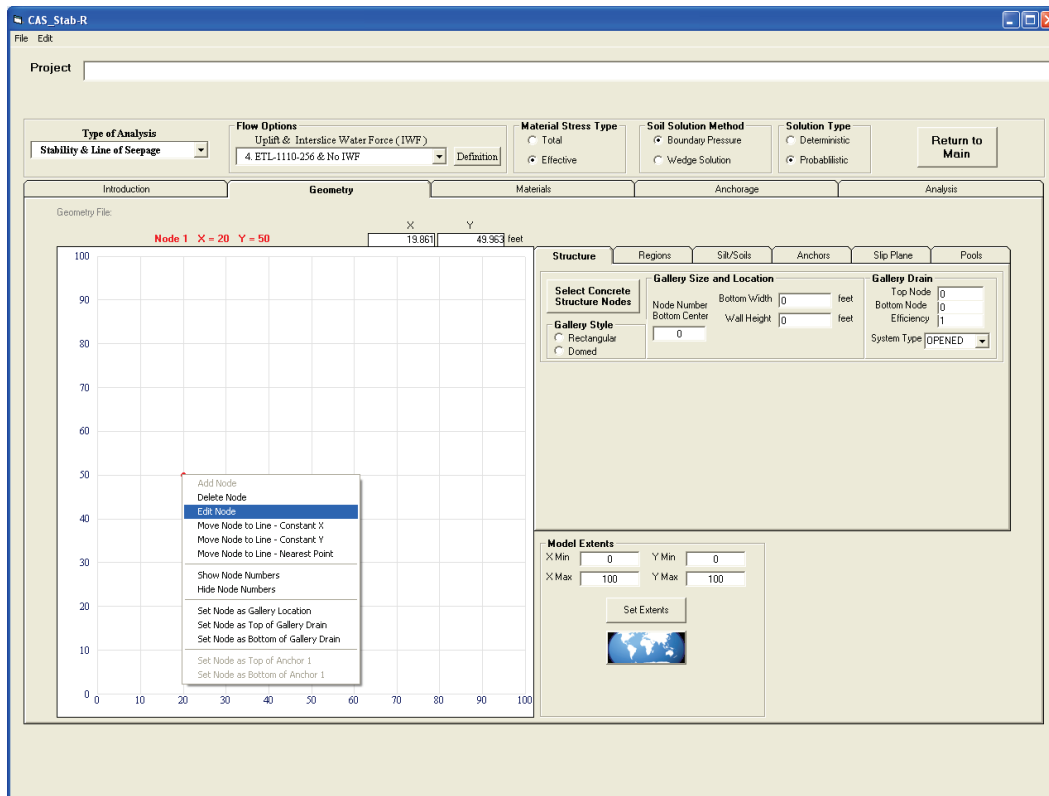 CAS_Stab-R
File Edit
Project
Type of Analysis
Stability & Line of Seepage
Flow Options
Uplift & Interslice Water Force ( IWF )
4. ETL-1110-256 & No IWF
Definition
Material Stress Type
Total
Effective
Soil Solution Method
Boundary Pressure
Wedge Solution
Solution Type
Deterministic
Probablilistic
Return to
Main
Introduction
Geometry
Materials
Anchorage
Analysis
Geometry File:
Node 1 X = 20 Y = 50
X Y
19.861 49.963 feet
100
90
80
70
60
50
40
30
20
10
0
0 10 20 30 40 50 60 70 80 90 100
Add Node
Delete Node
Edit Node
Move Node to Line - Constant X
Move Node to Line - Constant Y
Move Node to Line - Nearest Point
Show Node Numbers
Hide Node Numbers
Set Node as Gallery Location
Set Node as Top of Gallery Drain
Set Node as Bottom of Gallery Drain
Set Node as Top of Anchor 1
Set Node as Bottom of Anchor 1
Structure
Regions
Silt/Soils
Anchors
Slip Plane
Pools
Select Concrete
Structure Nodes
Gallery Style
Rectangular
Domed
Gallery Size and Location
Node Number
Bottom Center
0
Bottom Width 0 feet
Wall Height 0 feet
Gallery Drain
Top Node 0
Bottom Node 0
Efficiency 1
System Type OPENED
Model Extents
X Min 0 Y Min 0
X Max 100 Y Max 100
Set Extents